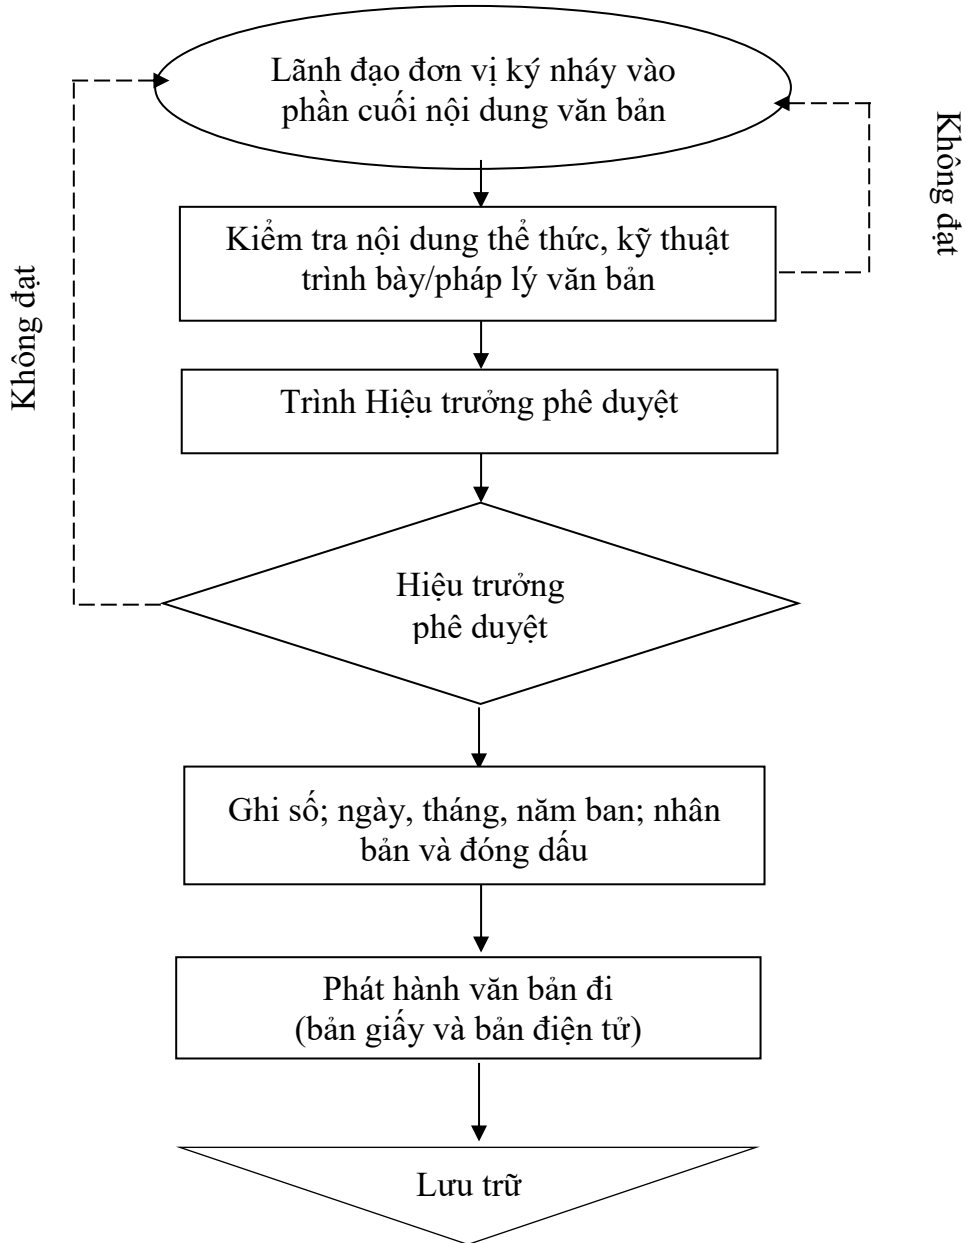 Lãnh đạo đơn vị ký nháy vào
phần cuối nội dung văn bản
Không đạt
Kiểm tra nội dung thể thức, kỹ thuật
trình bày/pháp lý văn bản
Không đạt
Trình Hiệu trưởng phê duyệt
Hiệu trưởng
phê duyệt
Ghi số; ngày, tháng, năm ban; nhân
bản và đóng dấu
Phát hành văn bản đi
(bản giấy và bản điện tử)
Lưu trữ